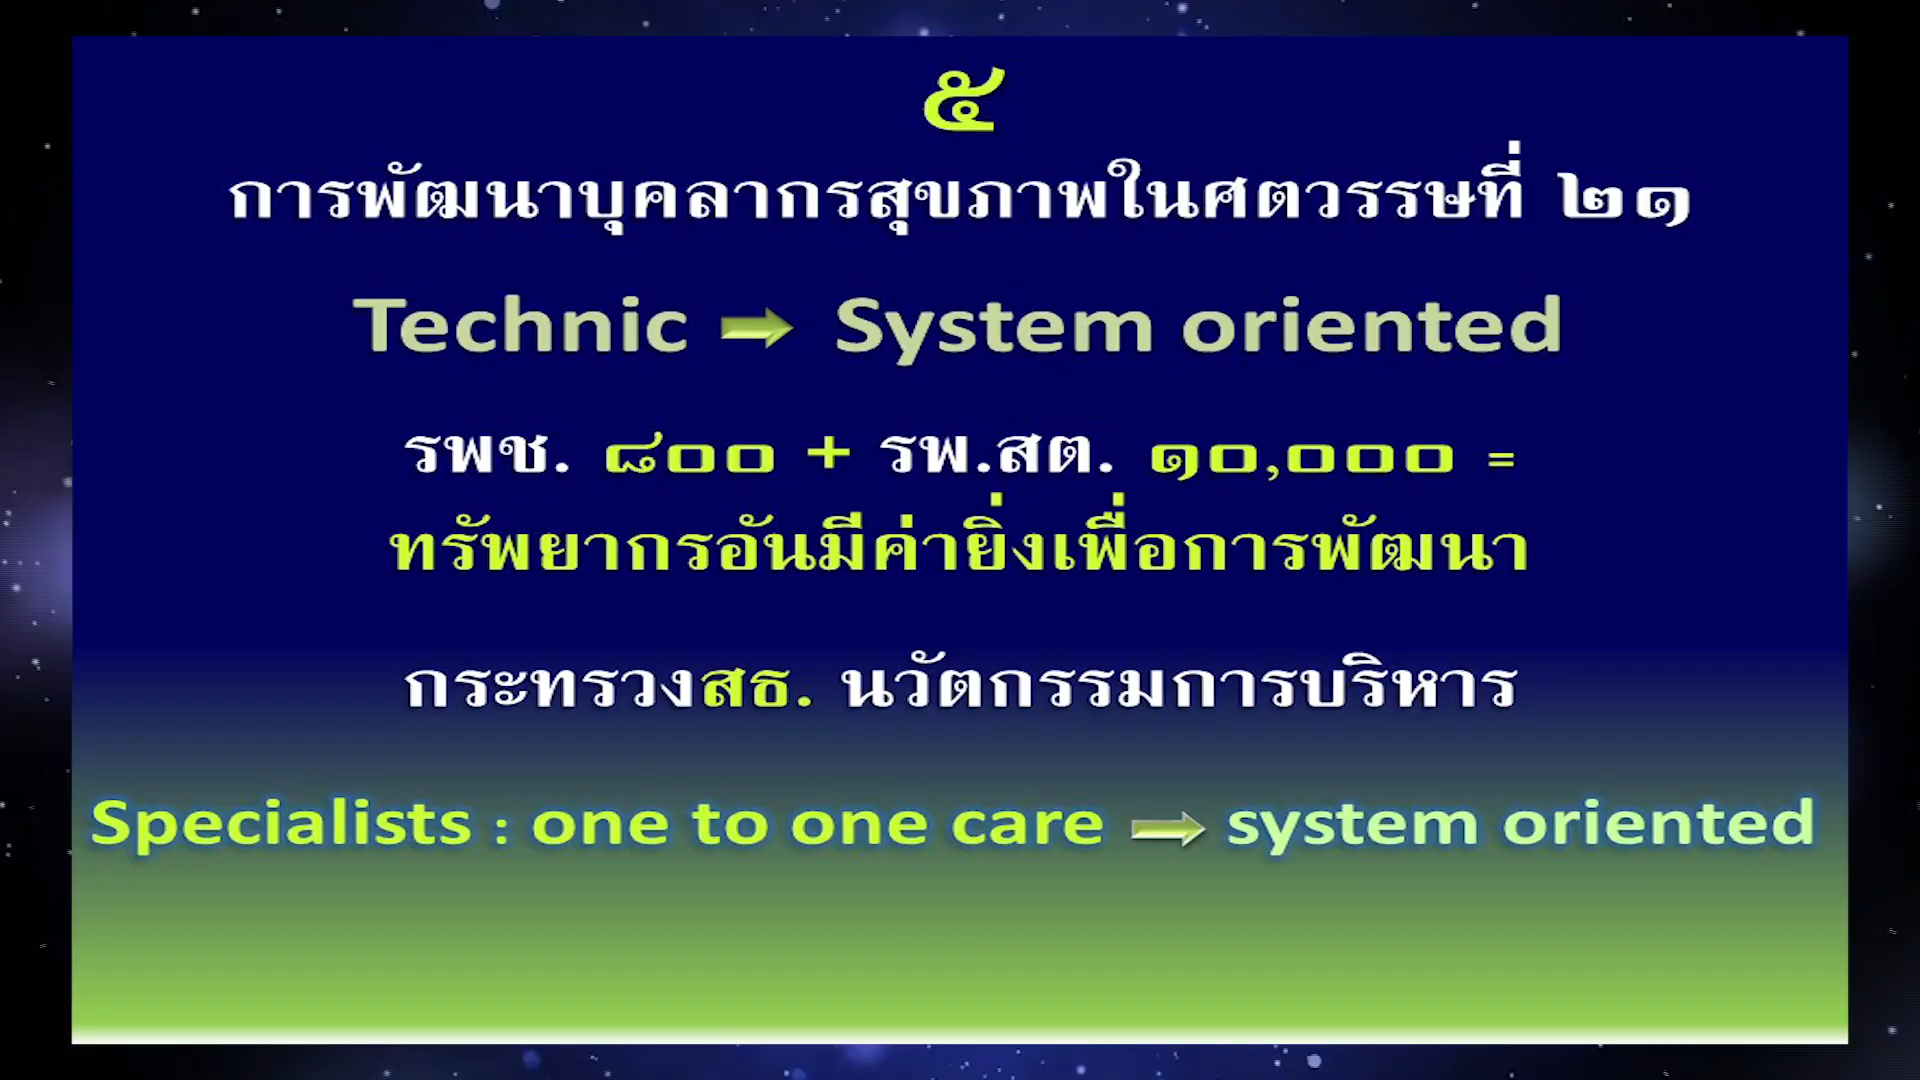 ๕
การพัฒนาบุคลากรสุขภาพในศตวรรษที่ ๒๑
Technic ➡ System oriented
รพช. ๘๐๐ + รพ.สต. ๑๐,๐๐๐ =
ทรัพยากรอันมีค่ายิ่งเพื่อการพัฒนา
กระทรวงสธ. นวัตกรรมการบริหาร
Specialists : one to one care ➡ system oriented